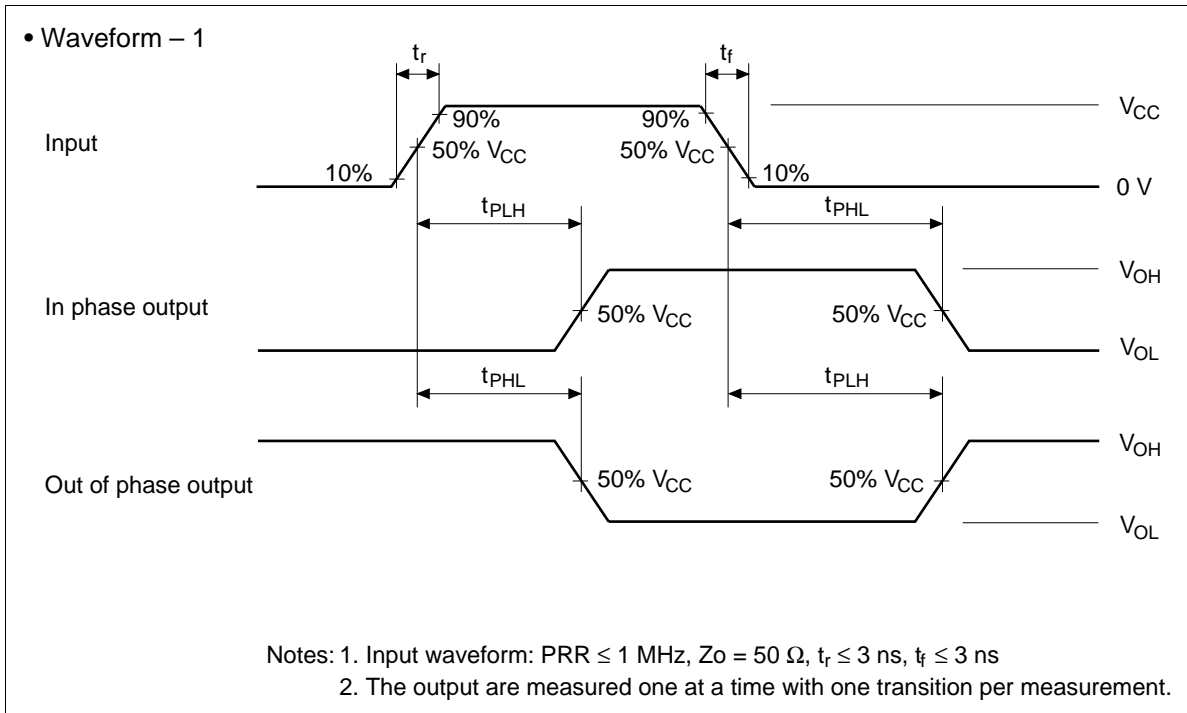 • Waveform – 1
tr
tf
VCC
90%
90%
Input
50% VCC
50% VCC
10%
10%
0 V
tPLH
tPHL
VOH
In phase output
50% VCC
50% VCC
VOL
tPHL
tPLH
VOH
Out of phase output
50% VCC
50% VCC
VOL
Notes: 1. Input waveform: PRR ≤ 1 MHz, Zo = 50 Ω, tr ≤ 3 ns, tf ≤ 3 ns
2. The output are measured one at a time with one transition per measurement.